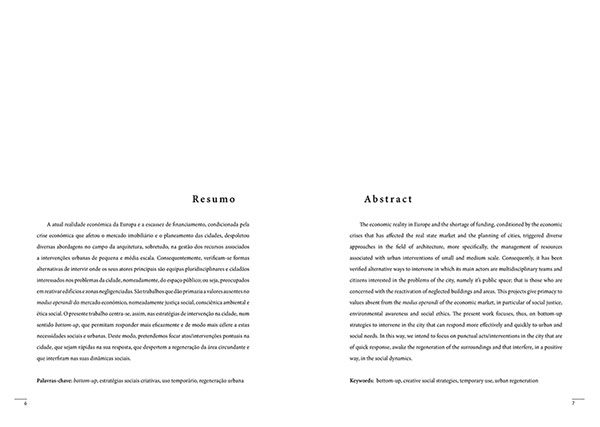 Resumo
A atual realidade económica da Europa e a escassez de financiamento, condicionada pela
crise económica que afetou o mercado imobiliário e o planeamento das cidades, despoletou
diversas abordagens no campo da arquitetura, sobretudo, na gestão dos recursos associados
a intervenções urbanas de pequena e média escala. Consequentemente, verificam-se formas
alternativas de intervir onde os seus atores principais são equipas pluridisciplinares e cidadãos
interessados nos problemas da cidade, nomeadamente, do espaço público; ou seja, preocupados
em reativar edifícios e zonas negligenciadas. São trabalhos que dão primazia a valores ausentes no
modus operandi do mercado económico, nomeadamente justiça social, consciência ambiental e
ética social. O presente trabalho centra-se, assim, nas estratégias de intervenção na cidade, num
sentido bottom-up, que permitam responder mais eficazmente e de modo mais célere a estas
necessidades sociais e urbanas. Deste modo, pretendemos focar atos/intervenções pontuais na
cidade, que sejam rápidas na sua resposta, que despertem a regeneração da área circundante e
que interfiram nas suas dinâmicas sociais.
Palavras-chave: bottom-up, estratégias sociais criativas, uso temporário, regeneração urbana
6
Abstract
The economic reality in Europe and the shortage of funding, conditioned by the economic
crises that has affected the real state market and the planning of cities, triggered diverse
approaches in the field of architecture, more specifically, the management of resources
associated with urban interventions of small and medium scale. Consequently, it has been
verified alternative ways to intervene in which its main actors are multidisciplinary teams and
citizens interested in the problems of the city, namely it's public space; that is those who are
concerned with the reactivation of neglected buildings and areas. This projects give primacy to
values absent from the modus operandi of the economic market, in particular of social justice,
environmental awareness and social ethics. The present work focuses, thus, on bottom-up
strategies to intervene in the city that can respond more effectively and quickly to urban and
social needs. In this way, we intend to focus on punctual acts/interventions in the city that are
of quick response, awake the regeneration of the surroundings and that interfere, in a positive
way, in the social dynamics.
Keywords: bottom-up, creative social strategies, temporary use, urban regeneration
7